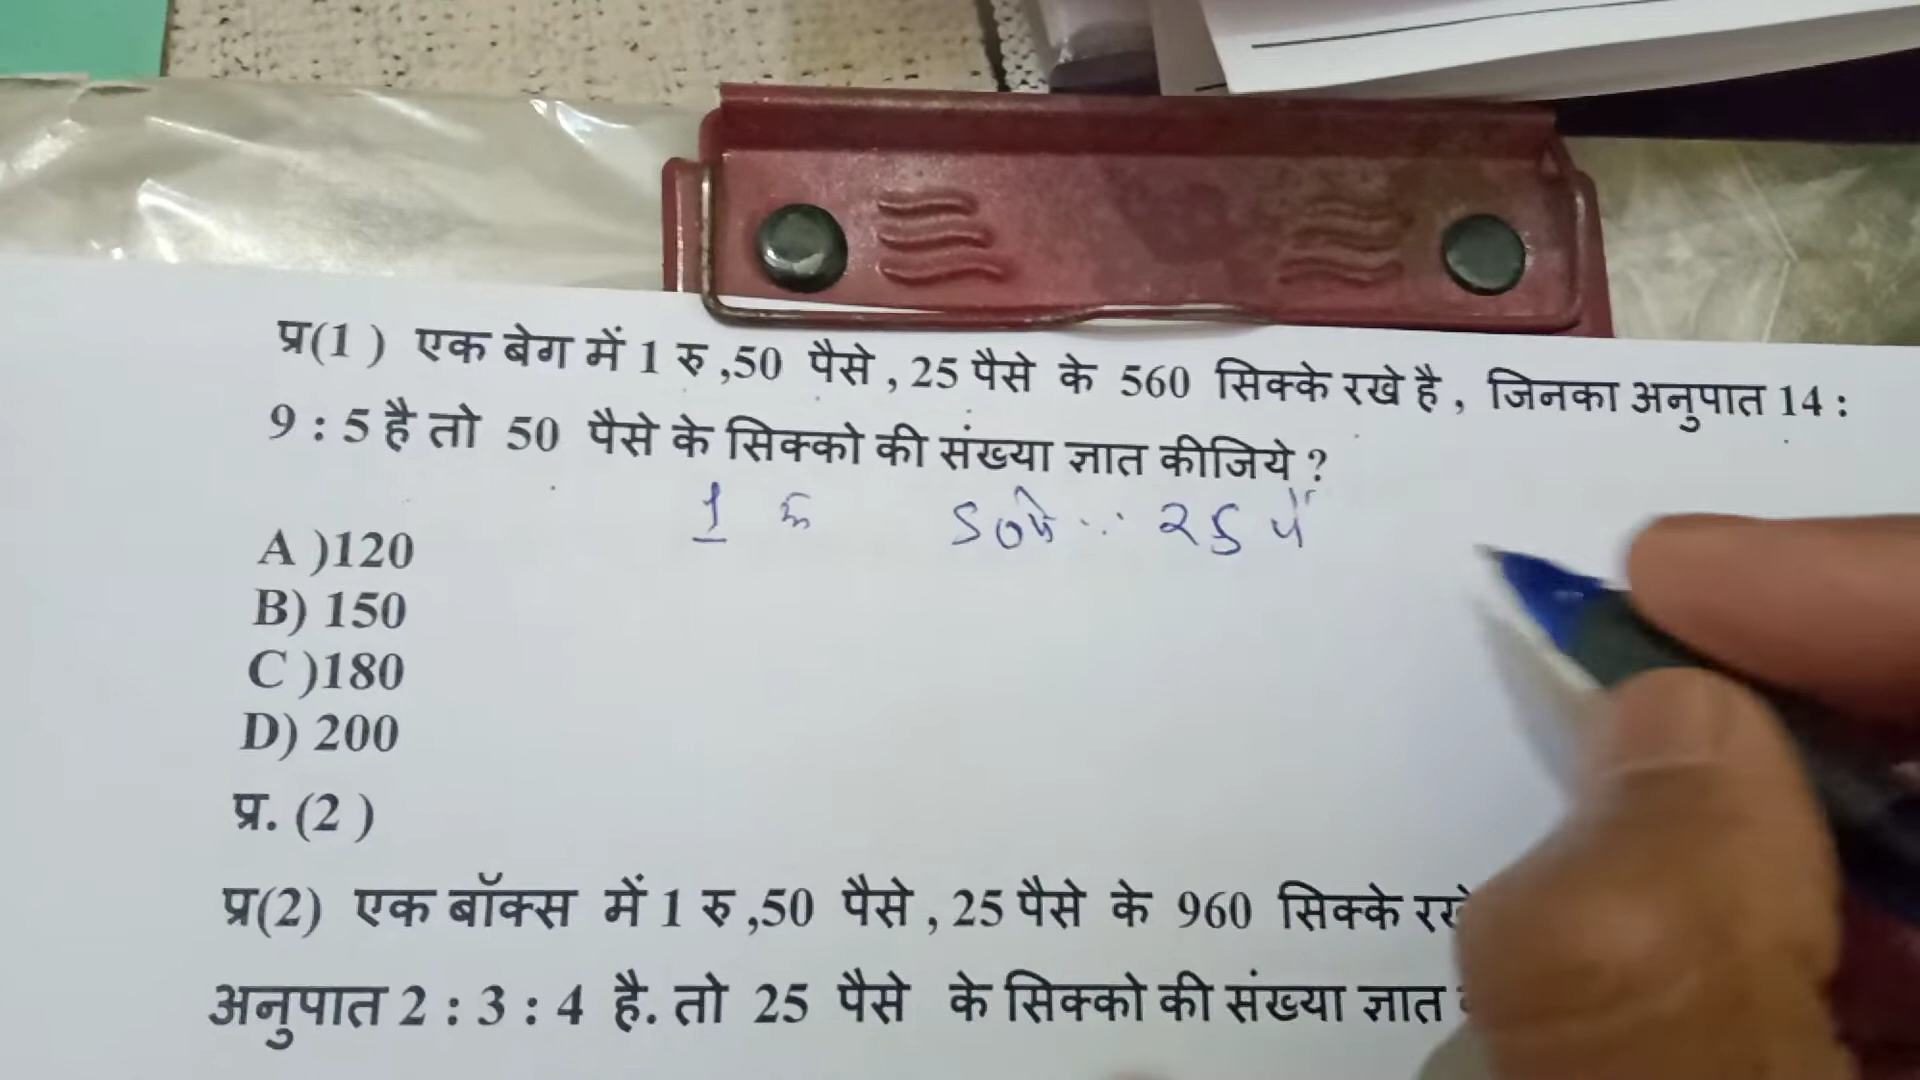 प्र(1 ) एक बेग में 1 रु ,50 पैसे , 25 पैसे के 560 सिक्के रखे है , जिनका अनुपात 14 :
9 : 5 है तो 50 पैसे के सिक्को की संख्या ज्ञात कीजिये ?
1 रु 50पै 25 पै
A )120
B) 150
C )180
D) 200
प्र. (2 )
प्र(2) एक बॉक्स में 1 रु ,50 पैसे , 25 पैसे के 960 सिक्के
अनुपात 2 : 3 : 4 है. तो 25 पैसे के सिक्को की संख्या ज्ञात